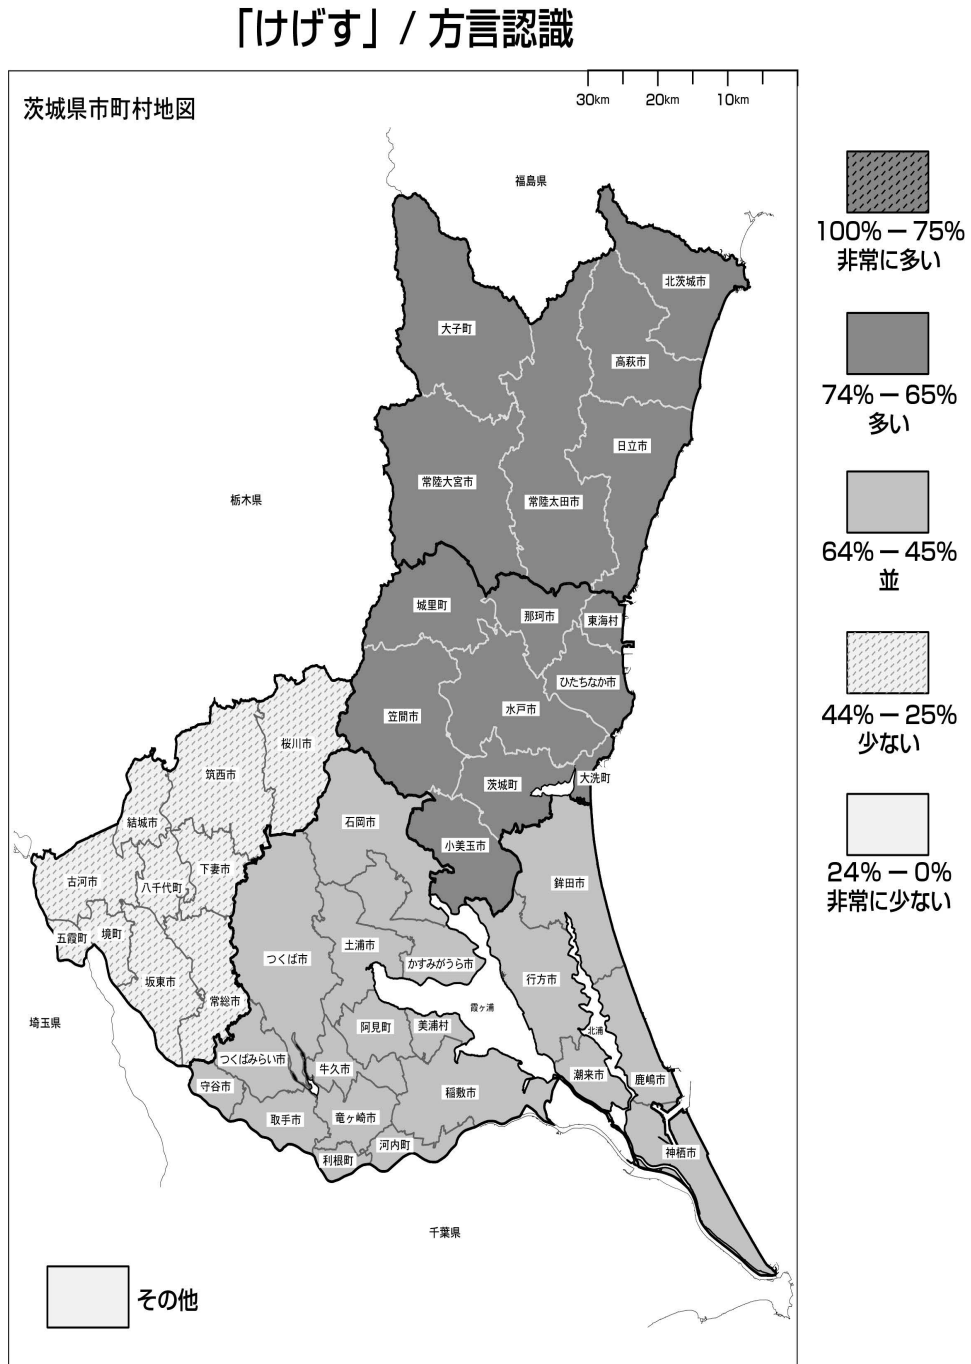 「けげす」 / 方言認識
茨城県市町村地図
30km 20km 10km
福島県
北茨城市
大子町
高萩市
日立市
常陸大宮市
常陸太田市
栃木県
城里町
那珂市
東海村
ひたちなか市
笠間市
水戸市
桜川市
筑西市
茨城町
大洗町
結城市
石岡市
小美玉市
下妻市
古河市
八千代町
鉾田市
五霞町
境町
土浦市
つくば市
かすみがうら市
坂東市
行方市
常総市
霞ヶ浦
埼玉県
阿見町
美浦村
北浦
つくばみらい市
牛久市
潮来市
鹿嶋市
守谷市
稲敷市
取手市
竜ヶ崎市
河内町
利根町
神栖市
千葉県
その他
100% − 75%
非常に多い
74% − 65%
多い
64% − 45%
並
44% − 25%
少ない
24% − 0%
非常に少ない